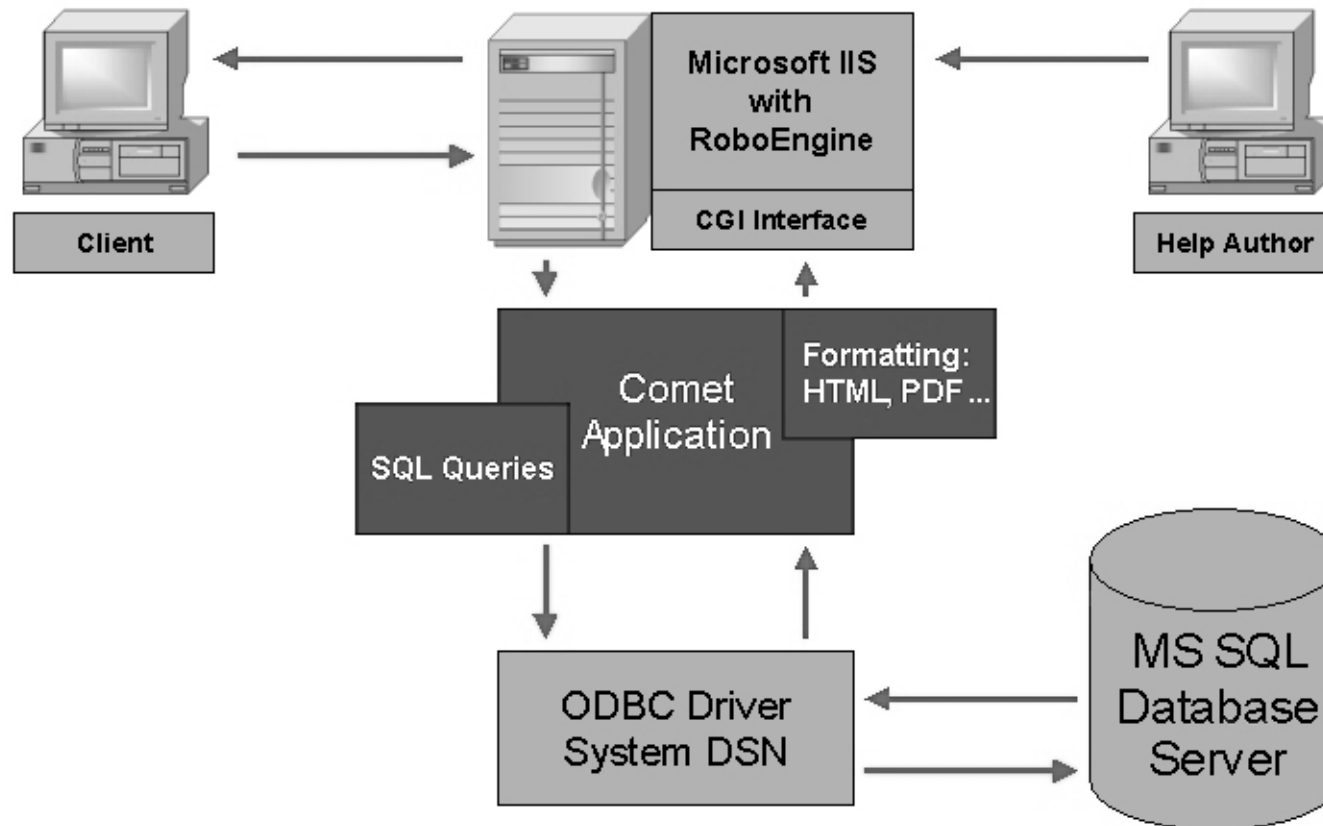 Microsoft IIS
with
RoboEngine
CGI Interface
Client
Help Author
Formatting:
HTML, PDF ...
Comet
Application
SQL Queries
ODBC Driver
System DSN
MS SQL
Database
Server